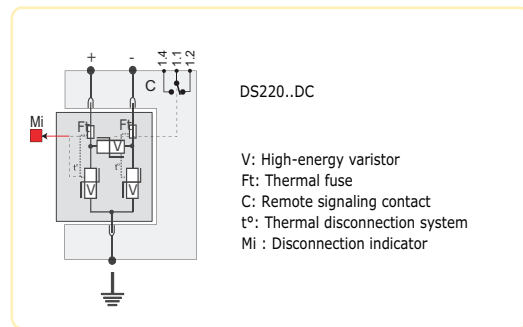 + - 1.4 1.1 1.2
C
DS220..DC
Mi
Ft Ft
V
t° t°
V V
V: High-energy varistor
Ft: Thermal fuse
C: Remote signaling contact
t°: Thermal disconnection system
Mi : Disconnection indicator